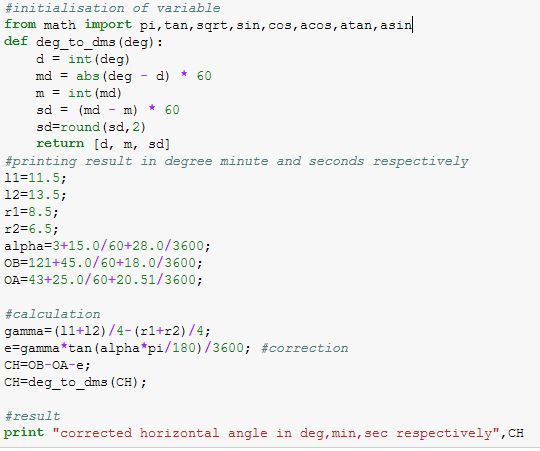 #initialisation of variable
from math import pi,tan,sqrt,sin,cos,acos,atan,asin
def deg_to_dms(deg):
    d = int(deg)
    md = abs(deg - d) * 60
    m = int(md)
    sd = (md - m) * 60
    sd=round(sd,2)
    return [d, m, sd]
#printing result in degree minute and seconds respectively
l1=11.5;
l2=13.5;
r1=8.5;
r2=6.5;
alpha=3+15.0/60+28.0/3600;
OB=121+45.0/60+18.0/3600;
OA=43+25.0/60+20.51/3600;

#calculation
gamma=(l1+l2)/4-(r1+r2)/4;
e=gamma*tan(alpha*pi/180)/3600; #correction
CH=OB-OA-e;
CH=deg_to_dms(CH);

#result
print "corrected horizontal angle in deg,min,sec respectively",CH